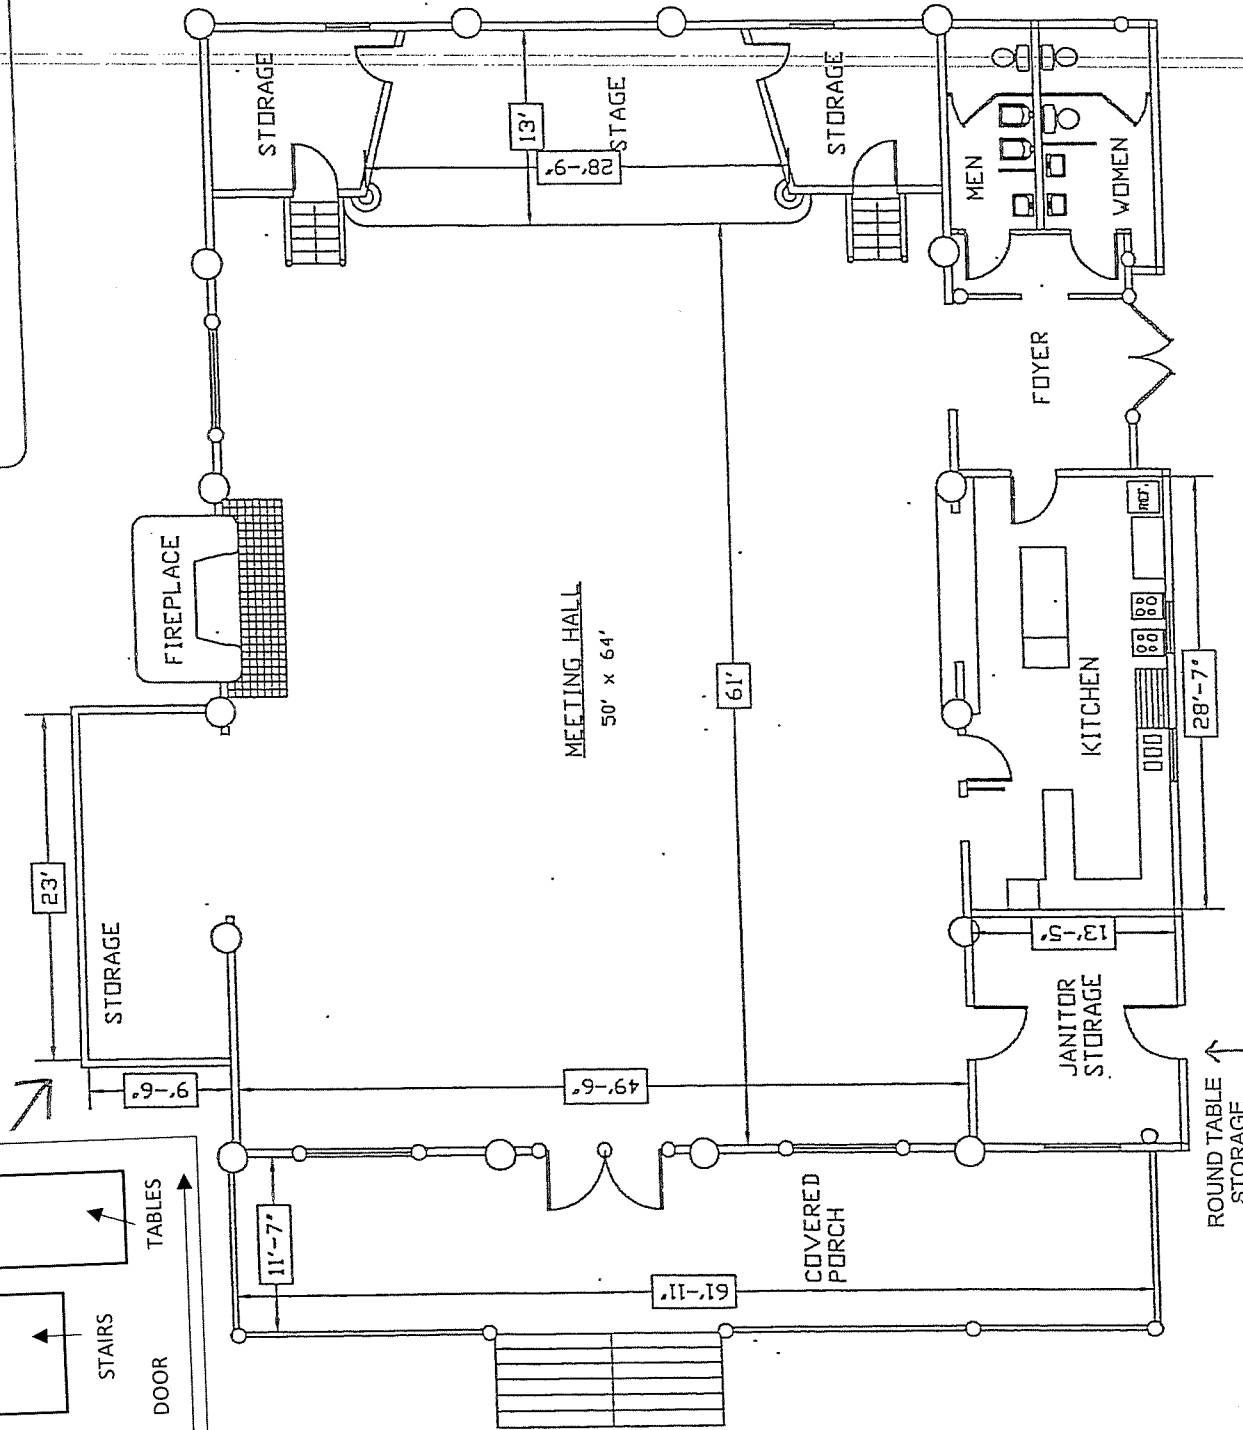 STORAGE
13'
STAGE
28'-9"
STORAGE
MEN
WOMEN
FOYER
FIREPLACE
REF.
MEETING HALL
50' x 64'
61'
KITCHEN
28'-7"
23'
STORAGE
13'-5"
JANITOR
STORAGE
9'-6"
49'-6"
ROUND TABLE
STORAGE
TABLES
11'-7"
COVERED
PORCH
61'-11"
STAIRS
DOOR